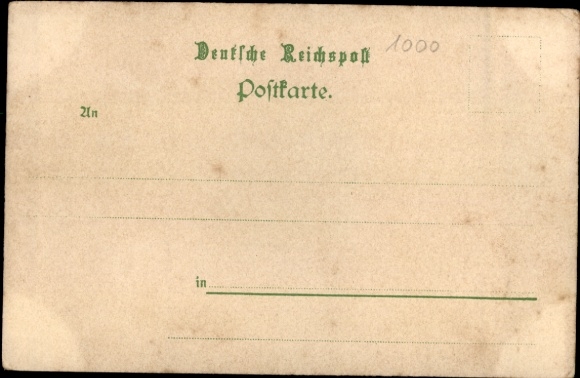 Deutſche Reichspoſt
1000
Poſtkarte.
An
in